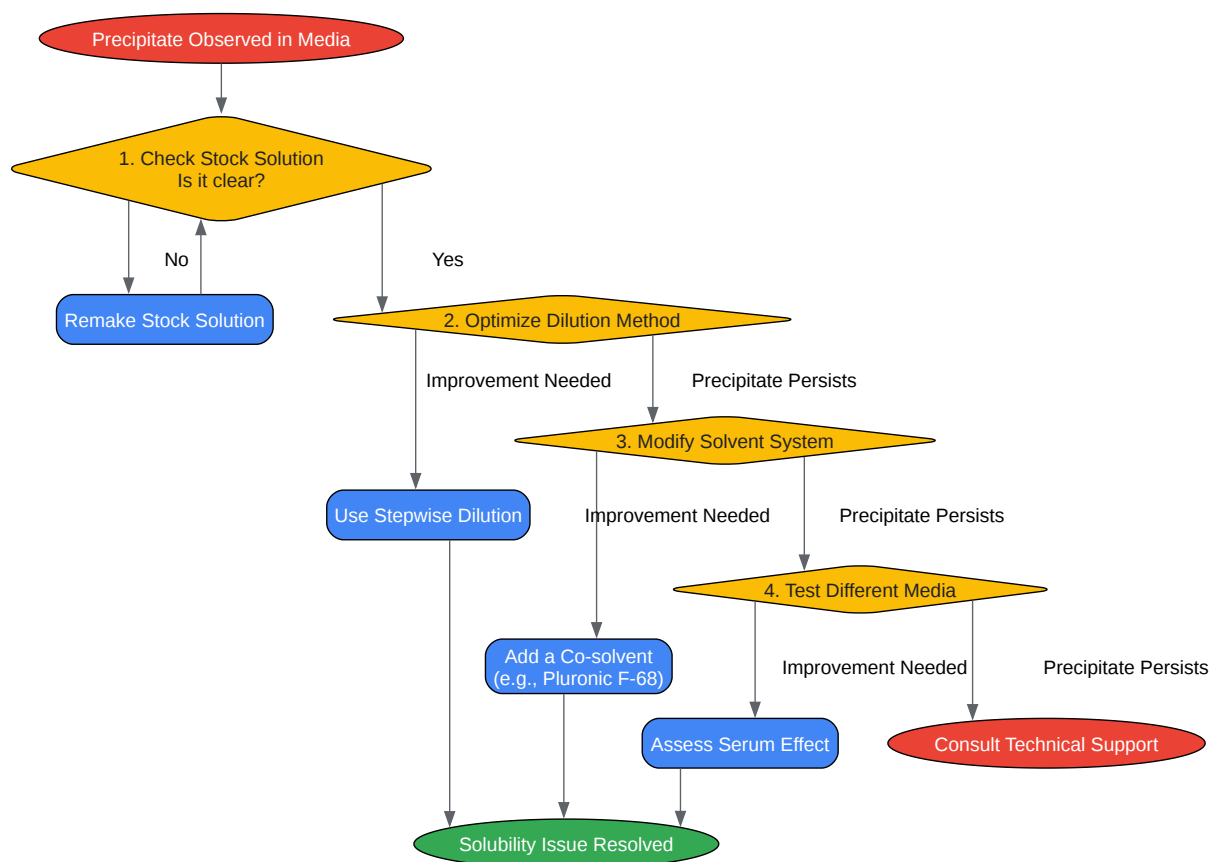 Precipitate Observed in Media
1. Check Stock Solution
Is it clear?
No
Yes
Remake Stock Solution
2. Optimize Dilution Method
Improvement Needed
Precipitate Persists
3. Modify Solvent System
Use Stepwise Dilution
Improvement Needed
Precipitate Persists
4. Test Different Media
Add a Co-solvent
(e.g., Pluronic F-68)
Improvement Needed
Precipitate Persists
Assess Serum Effect
Consult Technical Support
Solubility Issue Resolved